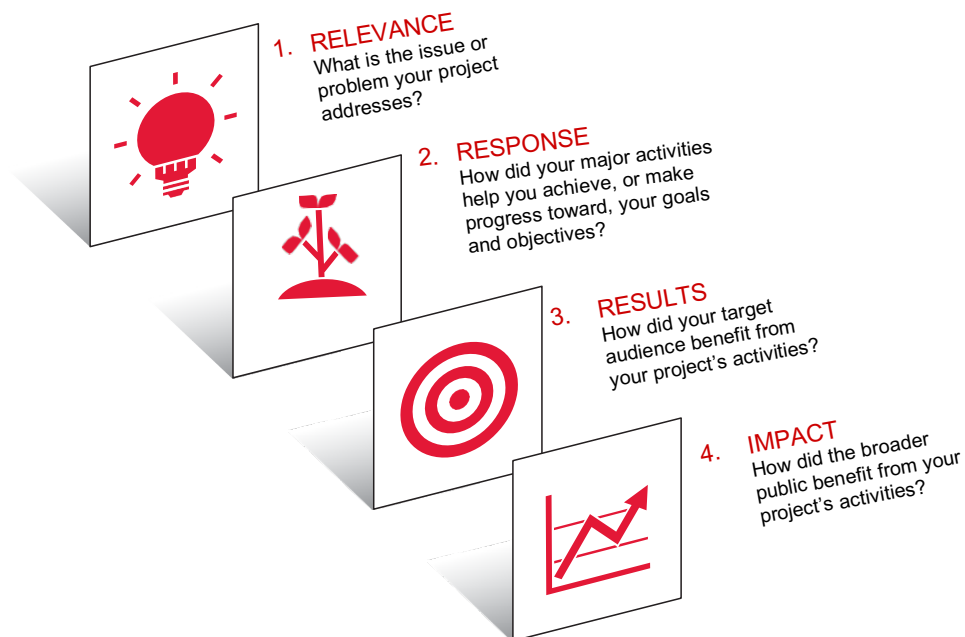 1. RELEVANCE
What is the issue or
problem your project
addresses?
2. RESPONSE
How did your major activities
help you achieve, or make
progress toward, your goals
and objectives?
3. RESULTS
How did your target
audience benefit from
your project’s activities?
4. IMPACT
How did the broader
public benefit from your
project’s activities?